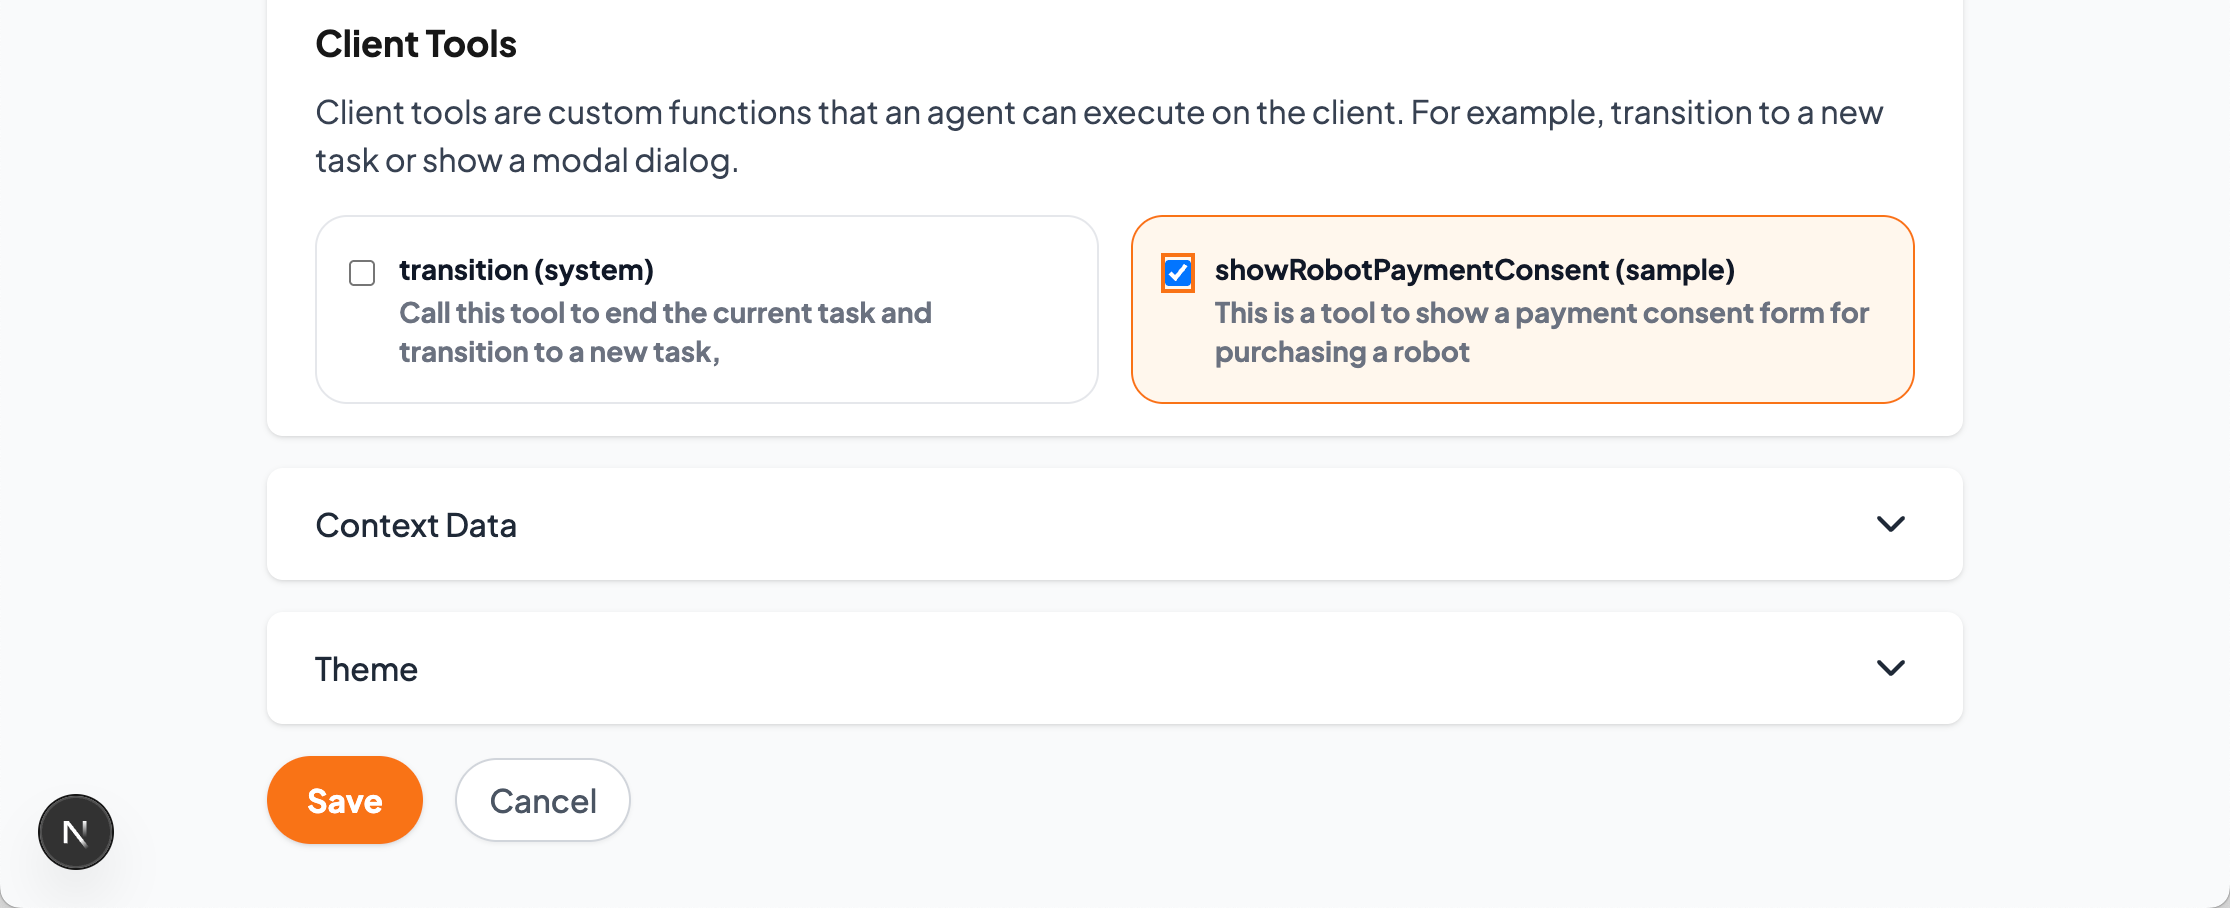 Client Tools
Client tools are custom functions that an agent can execute on the client. For example, transition to a new
task or show a modal dialog.
transition (system)
Call this tool to end the current task and
transition to a new task,
showRobotPaymentConsent (sample)
This is a tool to show a payment consent form for
purchasing a robot
Context Data
Theme
Save
Cancel
N